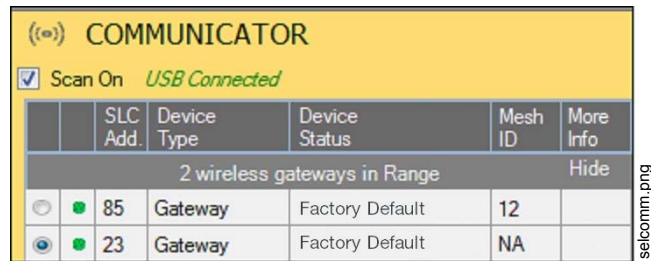 COMMUNICATOR
Scan On USB Connected
SLC Add. Device Type Device Status Mesh ID More Info
2 wireless gateways in Range Hide
85 Gateway Factory Default 12
23 Gateway Factory Default NA
selcomm.png